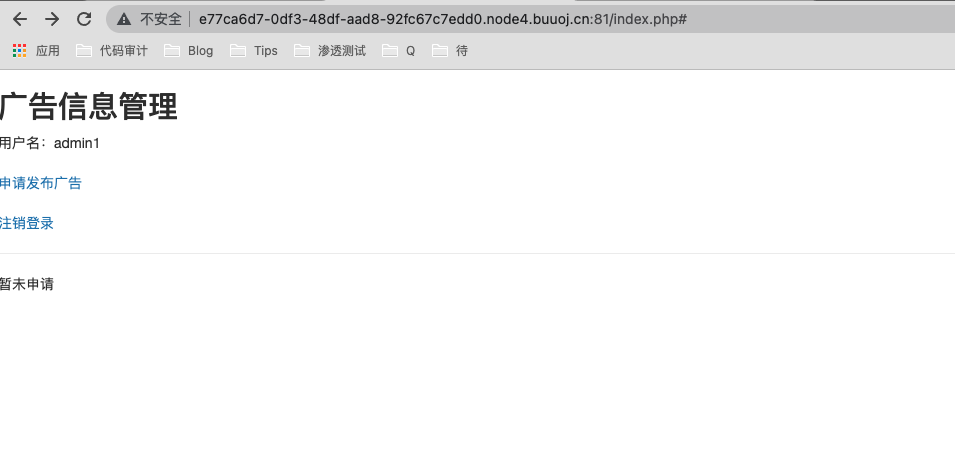 不安全 e77ca6d7-0df3-48df-aad8-92fc67c7edd0.node4.buuoj.cn:81/index.php#
应用 代码审计 Blog Tips 渗透测试 Q 待
广告信息管理
用户名：admin1
申请发布广告
注销登录
暂未申请